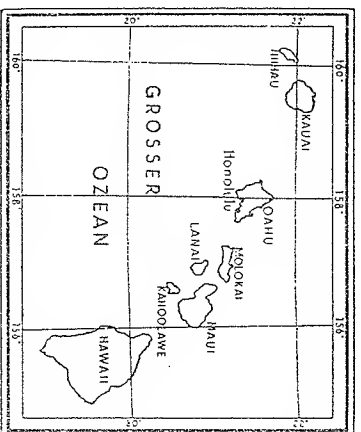 160° 158° 156°
22° 22°
KAUAI
OAHU
NIIHAU
MOLOKAI
Honolulu
MAUI
LANAI
KAHOOLAWE
20° 20°
GROSSER
HAWAII
OZEAN
160° 158° 156°